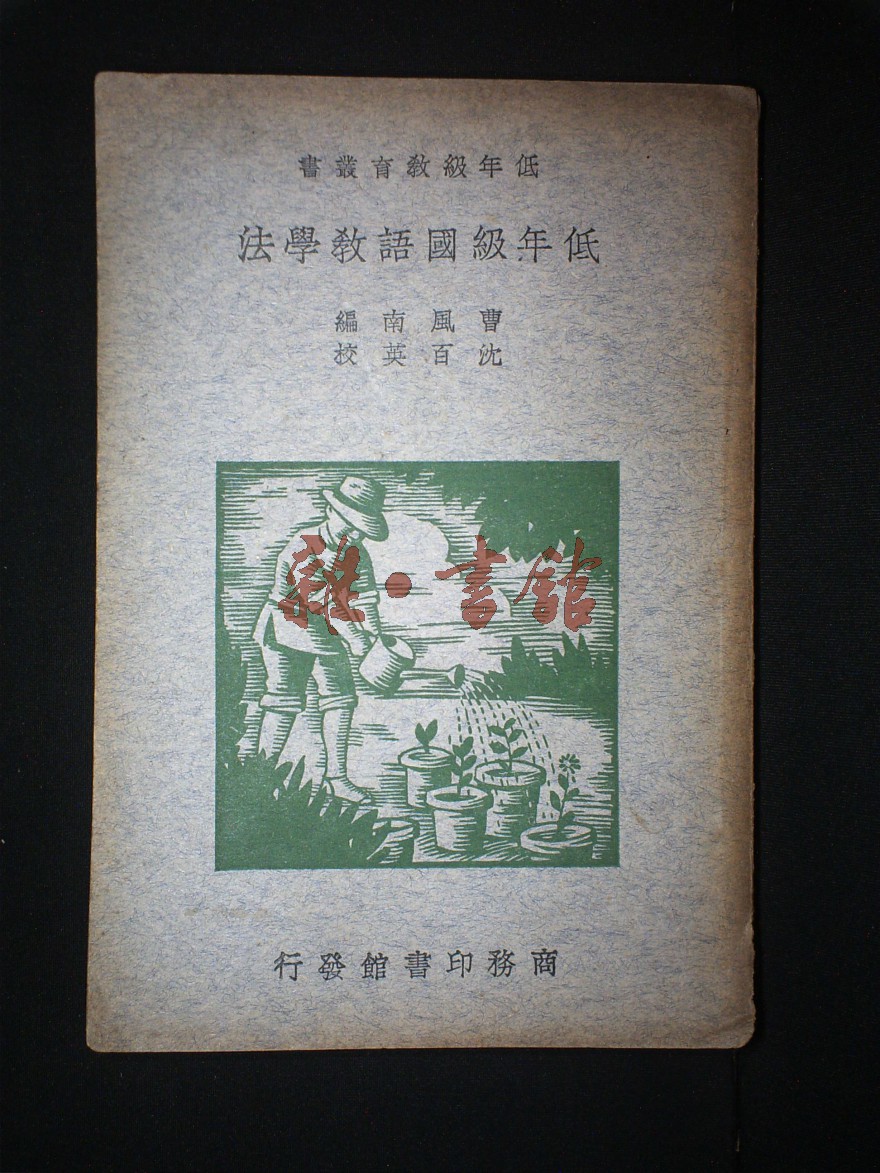 低年級教育叢書
低年級國語教學法
曹風南編
沈百英校
雜·書館
商務印書館發行